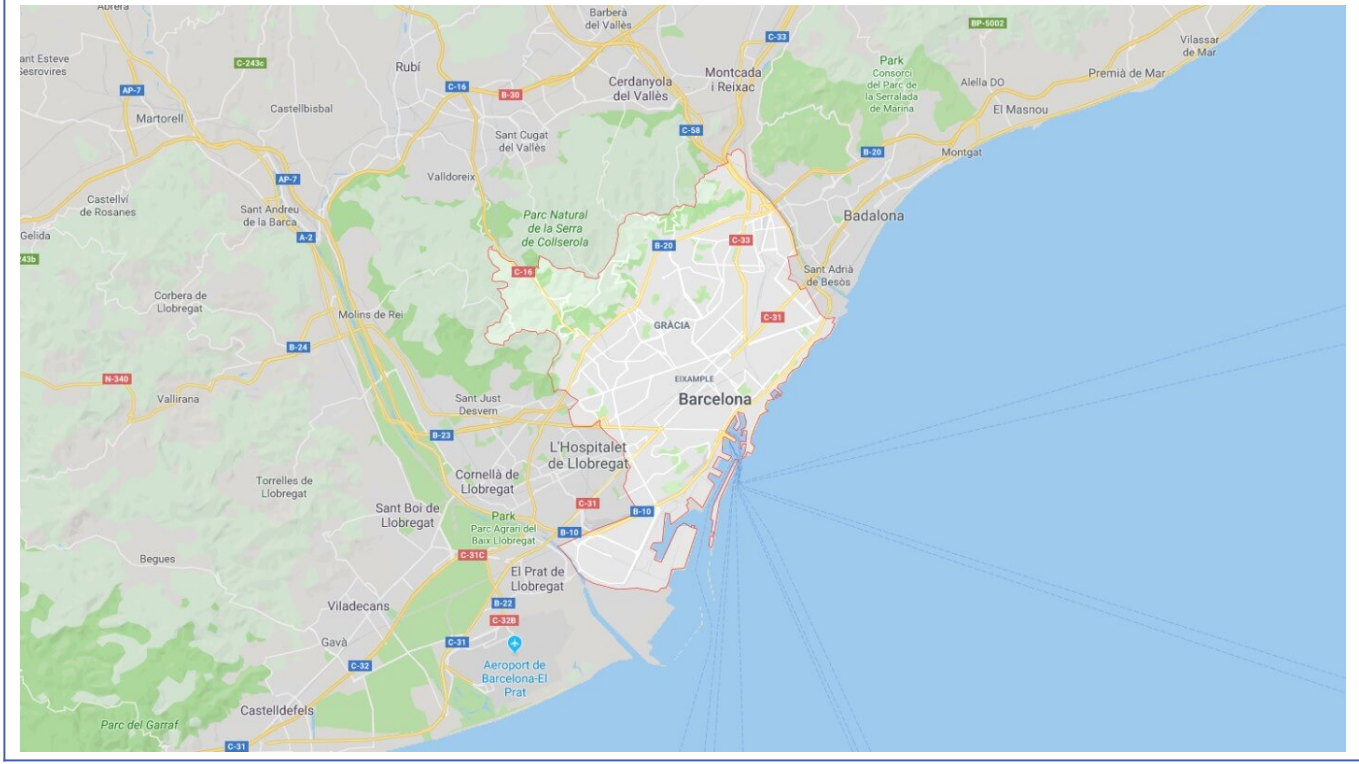 Abrera
Barberà
del Vallès
C-33
BP-5002
Vilassar
de Mar
ant Esteve
Sesrovires
C-243c
Rubí
Park
Consorci
del Parc de
la Serralada
de Marina
Premià de Mar
AP-7
C-16
B-30
Cerdanyola
del Vallès
Montcada
i Reixac
Alella DO
Martorell
Castellbisbal
El Masnou
Sant Cugat
del Vallès
C-58
B-20
Montgat
Valldoreix
AP-7
Castellví
de Rosanes
Sant Andreu
de la Barca
Parc Natural
de la Serra
de Collserola
Badalona
Gelida
A-2
B-20
C-33
243b
C-16
Sant Adrià
de Besòs
Corbera de
Llobregat
Molins de Rei
C-31
GRÀCIA
B-24
N-340
EIXAMPLE
Vallirana
Sant Just
Desvern
Barcelona
B-23
L'Hospitalet
de Llobregat
Torrelles de
Llobregat
Cornellà de
Llobregat
Sant Boi de
Llobregat
C-31
B-10
Park
Parc Agrari del
Baix Llobregat
B-10
Begues
C-31C
El Prat de
Llobregat
Viladecans
B-22
C-32B
Gavà
C-31
C-32
Aeroport de
Barcelona-El
Prat
Castelldefels
Parc del Garraf
C-31